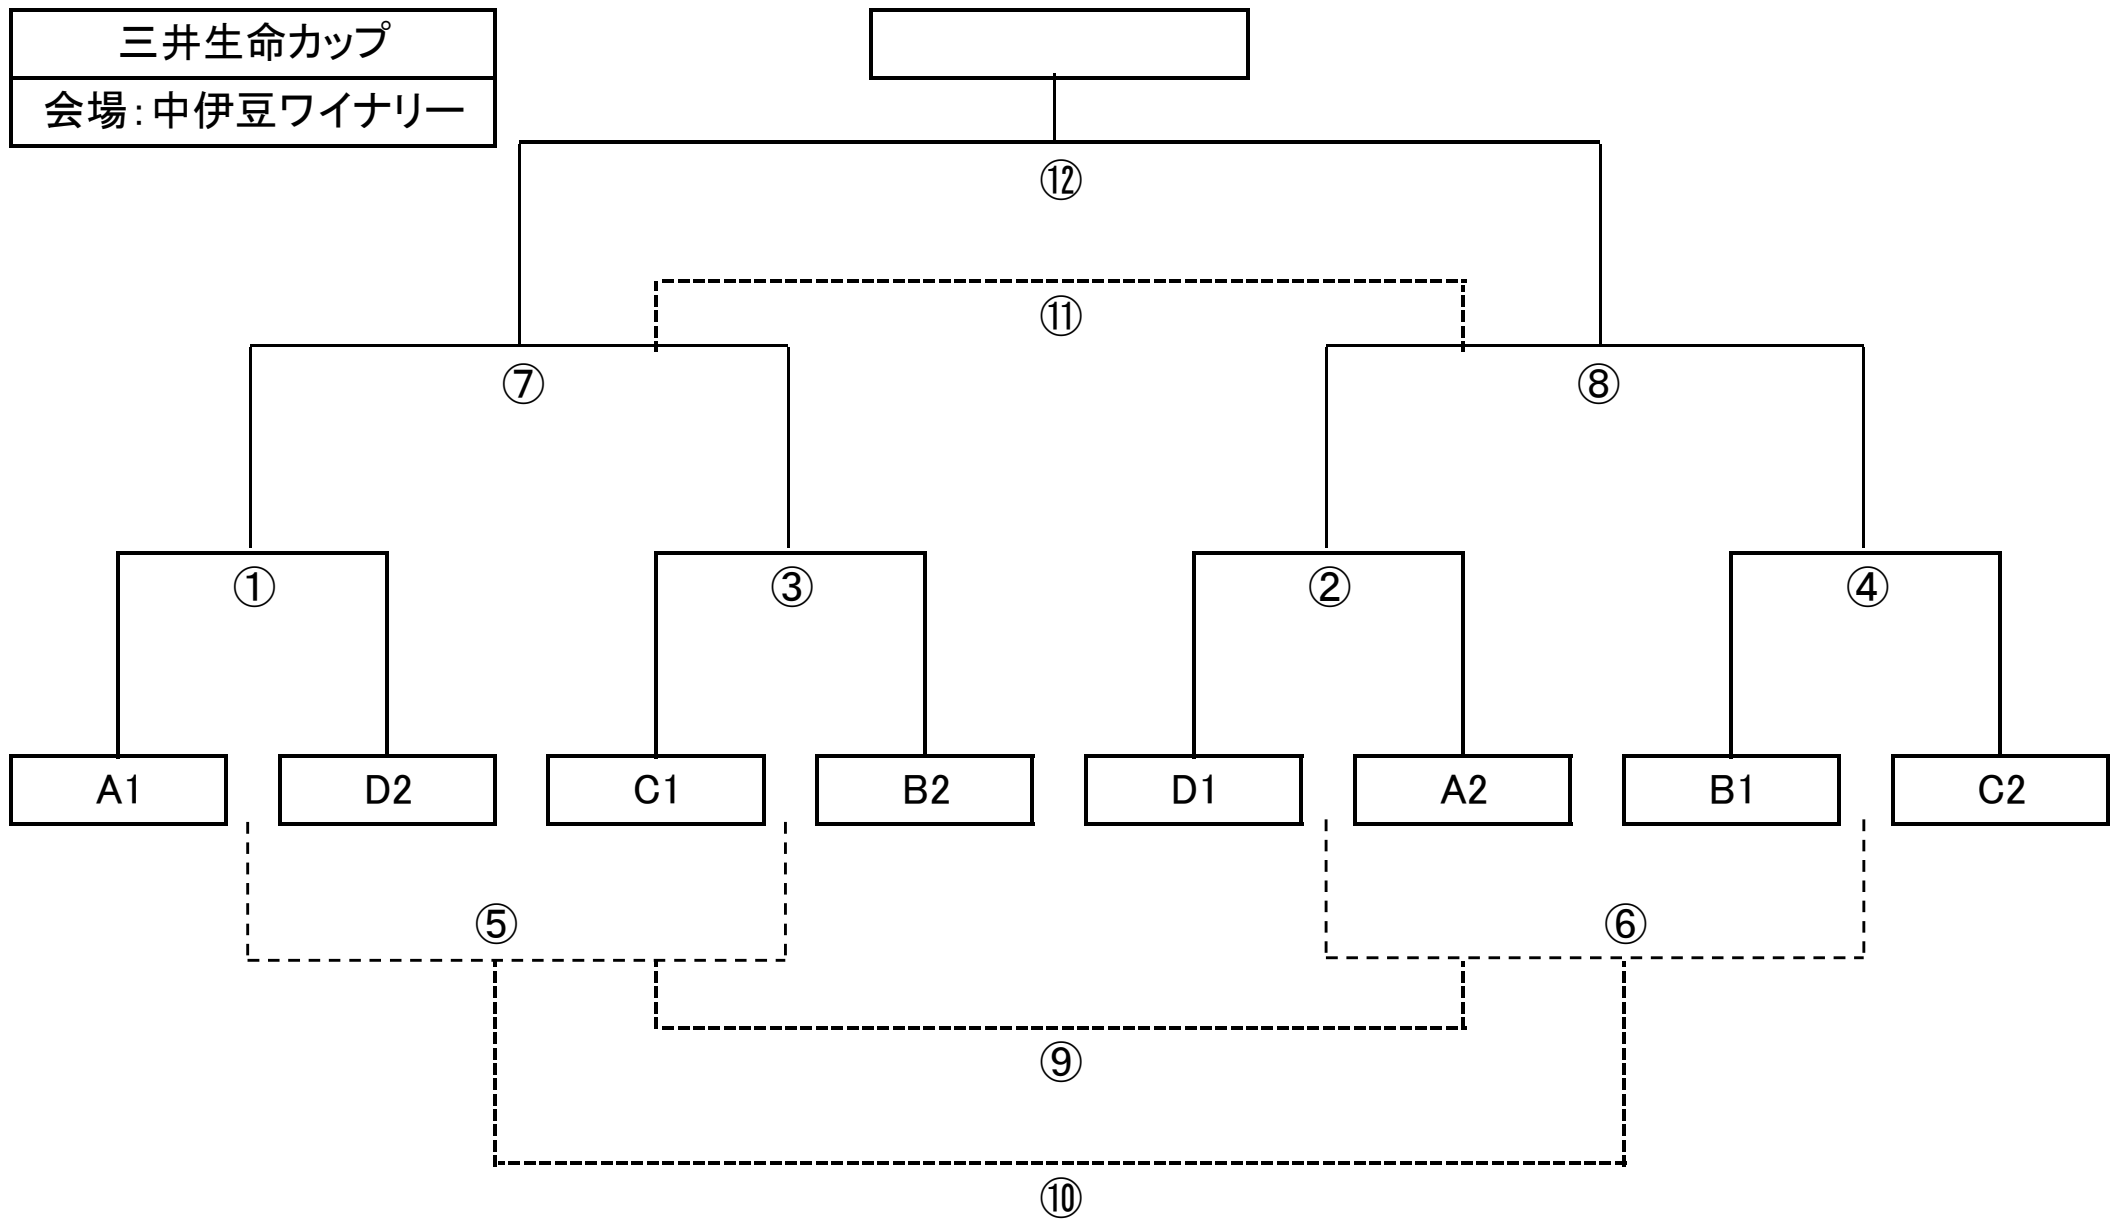 三井生命カップ
会場：中伊豆ワイナリー
⑫
⑪
⑦
⑧
①
③
②
④
A1
D2
C1
B2
D1
A2
B1
C2
⑤
⑥
⑨
⑩